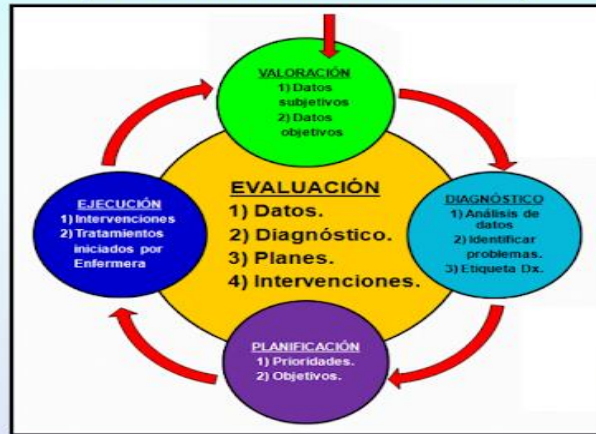 VALORACIÓN
1) Datos
subjetivos
2) Datos
objetivos
EVALUACIÓN
1) Datos.
2) Diagnóstico.
3) Planes.
4) Intervenciones.
DIAGNÓSTICO
1) Análisis de
datos
2) Identificar
problemas.
3) Etiqueta Dx.
PLANIFICACIÓN
1) Prioridades.
2) Objetivos.
EJECUCIÓN
1) Intervenciones
2) Tratamientos
iniciados por
Enfermera